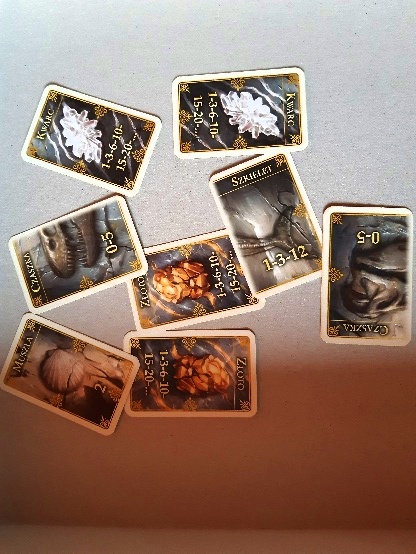 KWARC
1-3-6-10-
15-20-...
KWARC
1-3-6-10-
15-20-...
SZKIELET
1-3-12
CZASZKA
0-5
ZŁOTO
1-3-6-10-
15-20-...
CZASZKA
0-5
MUSZLA
2
ZŁOTO
1-3-6-10-
15-20-...